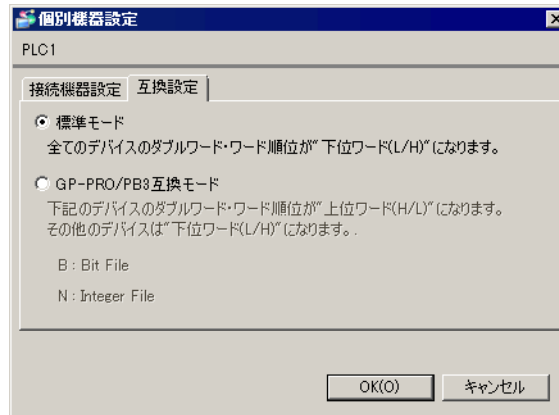 個別機器設定
PLC1
接続機器設定 互換設定
標準モード
全てのデバイスのダブルワード・ワード順位が"下位ワード(L/H)"になります。
GP-PRO/PB3互換モード
下記のデバイスのダブルワード・ワード順位が"上位ワード(H/L)"になります。
その他のデバイスは"下位ワード(L/H)"になります。.
B : Bit File
N : Integer File
OK(O) キャンセル